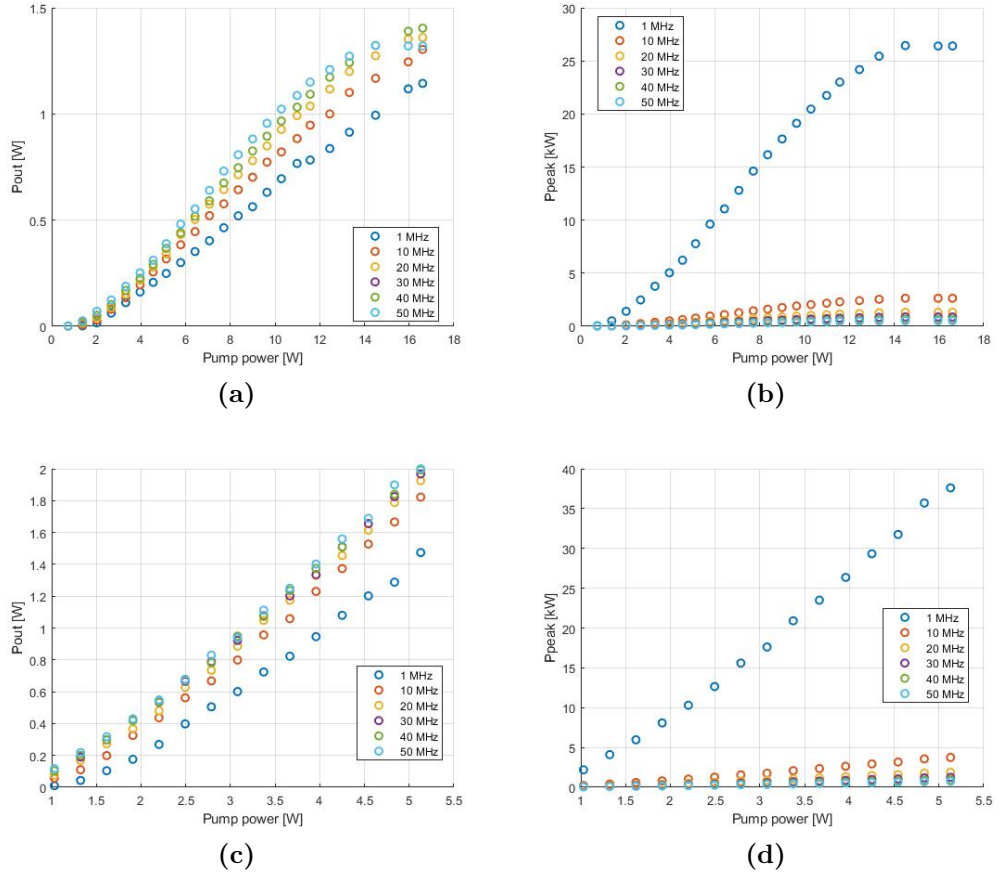 1.5
1
0.5
0
Pout [W]
0 2 4 6 8 10 12 14 16 18
Pump power [W]
1 MHz
10 MHz
20 MHz
30 MHz
40 MHz
50 MHz
(a)
30
25
20
15
10
5
0
Ppeak [kW]
0 2 4 6 8 10 12 14 16 18
Pump power [W]
1 MHz
10 MHz
20 MHz
30 MHz
40 MHz
50 MHz
(b)
2
1.8
1.6
1.4
1.2
1
0.8
0.6
0.4
0.2
0
Pout [W]
1 1.5 2 2.5 3 3.5 4 4.5 5 5.5
Pump power [W]
1 MHz
10 MHz
20 MHz
30 MHz
40 MHz
50 MHz
(c)
40
35
30
25
20
15
10
5
0
Ppeak [kW]
1 1.5 2 2.5 3 3.5 4 4.5 5 5.5
Pump power [W]
1 MHz
10 MHz
20 MHz
30 MHz
40 MHz
50 MHz
(d)